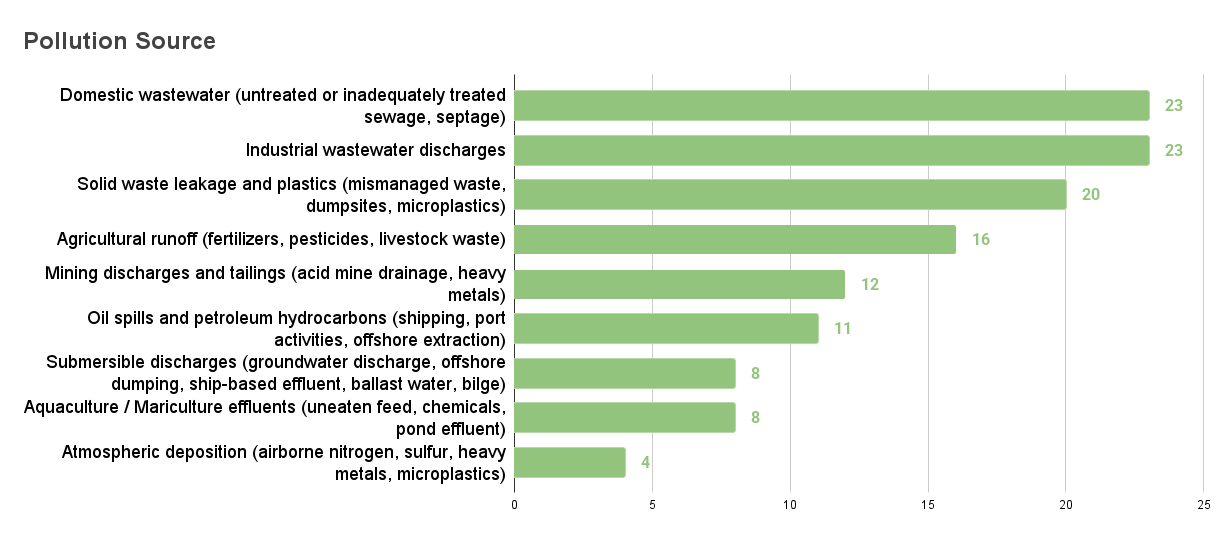 Pollution Source
Domestic wastewater (untreated or inadequately treated
sewage, septage)
23
Industrial wastewater discharges
23
Solid waste leakage and plastics (mismanaged waste,
dumpsites, microplastics)
20
Agricultural runoff (fertilizers, pesticides, livestock waste)
16
Mining discharges and tailings (acid mine drainage, heavy
metals)
12
Oil spills and petroleum hydrocarbons (shipping, port
activities, offshore extraction)
11
Submersible discharges (groundwater discharge, offshore
dumping, ship-based effluent, ballast water, bilge)
8
Aquaculture / Mariculture effluents (uneaten feed, chemicals,
pond effluent)
8
Atmospheric deposition (airborne nitrogen, sulfur, heavy
metals, microplastics)
4
0 5 10 15 20 25